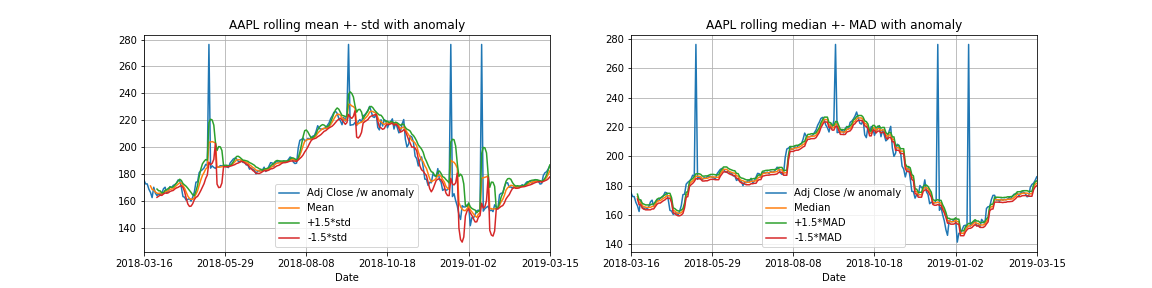 AAPL rolling mean +- std with anomaly
280
260
240
220
200
180
160
140
Adj Close /w anomaly
Mean
+1.5*std
-1.5*std
2018-03-16
2018-05-29
2018-08-08
2018-10-18
2019-01-02
2019-03-15
Date
AAPL rolling median +- MAD with anomaly
280
260
240
220
200
180
160
140
Adj Close /w anomaly
Median
+1.5*MAD
-1.5*MAD
2018-03-16
2018-05-29
2018-08-08
2018-10-18
2019-01-02
2019-03-15
Date